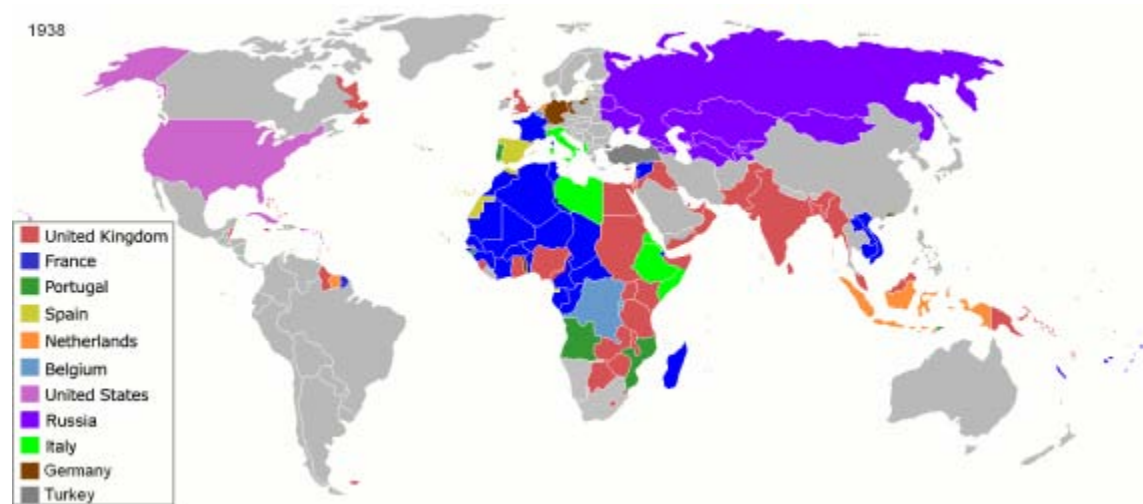 1938
United Kingdom
France
Portugal
Spain
Netherlands
Belgium
United States
Russia
Italy
Germany
Turkey